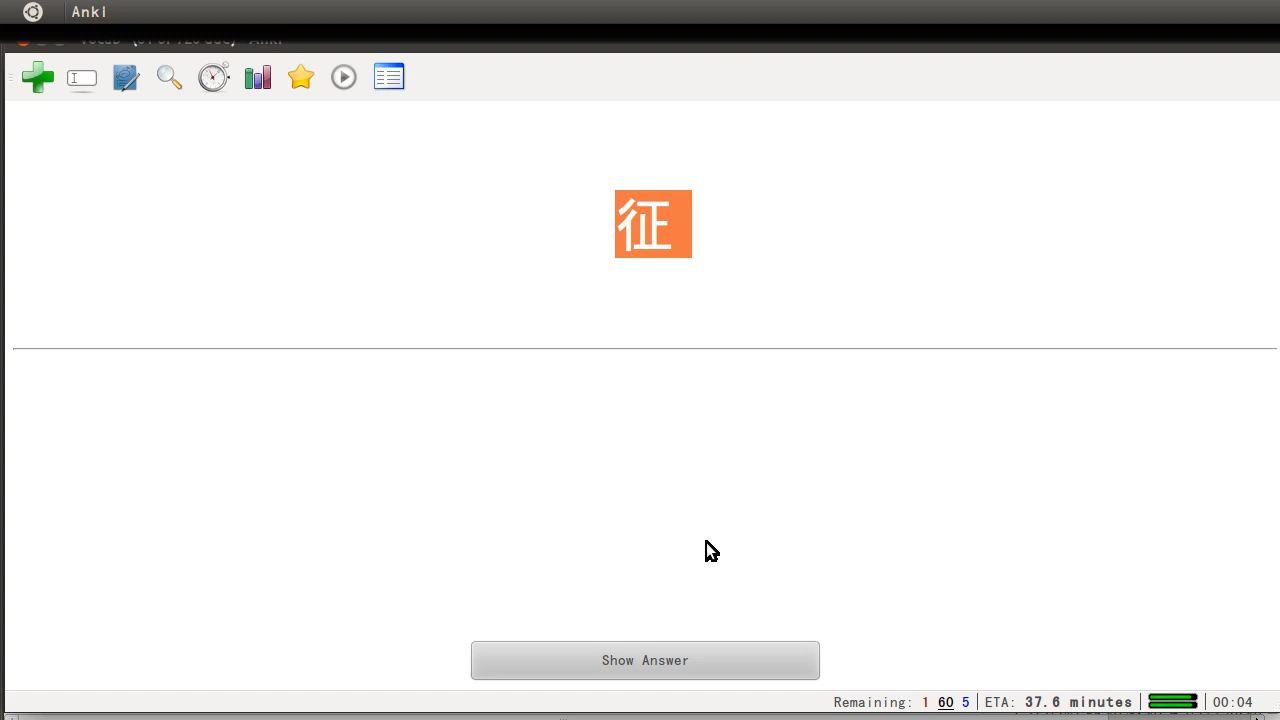 Anki
征
Show Answer
Remaining: 1 60 5 ETA: 37.6 minutes 00:04